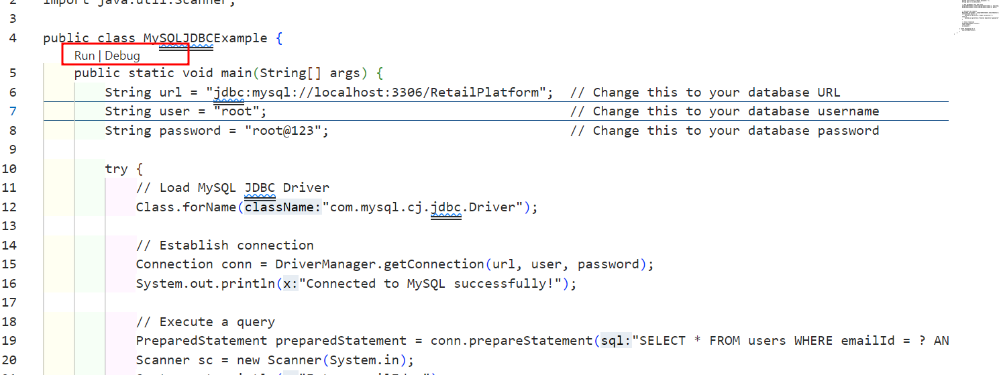 2 import java.util.Scanner;
3
4 public class MySQLJDBCExample {
Run | Debug
5 public static void main(String[] args) {
6 String url = "jdbc:mysql://localhost:3306/RetailPlatform"; // Change this to your database URL
7 String user = "root"; // Change this to your database username
8 String password = "root@123"; // Change this to your database password
9
10 try {
11 // Load MySQL JDBC Driver
12 Class.forName(className:"com.mysql.cj.jdbc.Driver");
13
14 // Establish connection
15 Connection conn = DriverManager.getConnection(url, user, password);
16 System.out.println(x:"Connected to MySQL successfully!");
17
18 // Execute a query
19 PreparedStatement preparedStatement = conn.prepareStatement(sql:"SELECT * FROM users WHERE emailId = ? AN
20 Scanner sc = new Scanner(System.in);